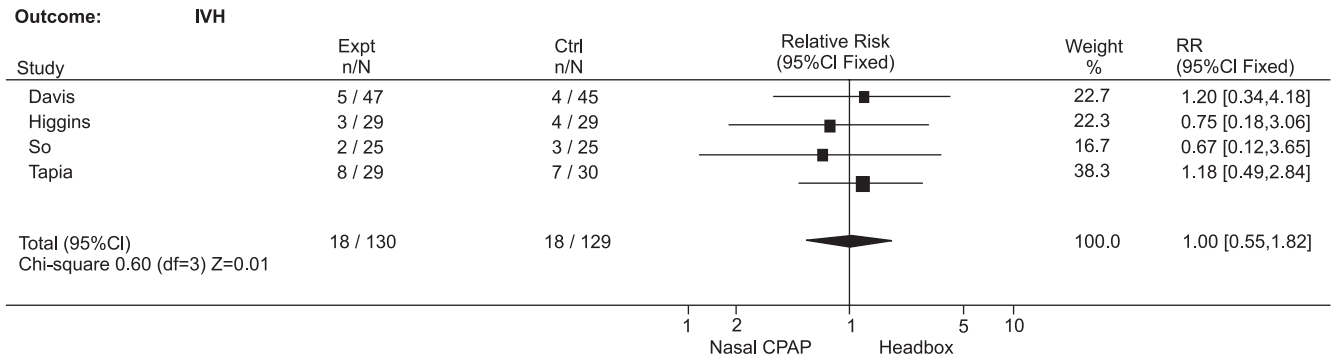 Outcome: IVH
Expt Ctrl Relative Risk Weight RR
Study n/N n/N (95%CI Fixed) % (95%CI Fixed)
Davis 5 / 47 4 / 45 22.7 1.20 [0.34,4.18]
Higgins 3 / 29 4 / 29 22.3 0.75 [0.18,3.06]
So 2 / 25 3 / 25 16.7 0.67 [0.12,3.65]
Tapia 8 / 29 7 / 30 38.3 1.18 [0.49,2.84]
Total (95%CI) 18 / 130 18 / 129 100.0 1.00 [0.55,1.82]
Chi-square 0.60 (df=3) Z=0.01
1 2 1 5 10
Nasal CPAP Headbox